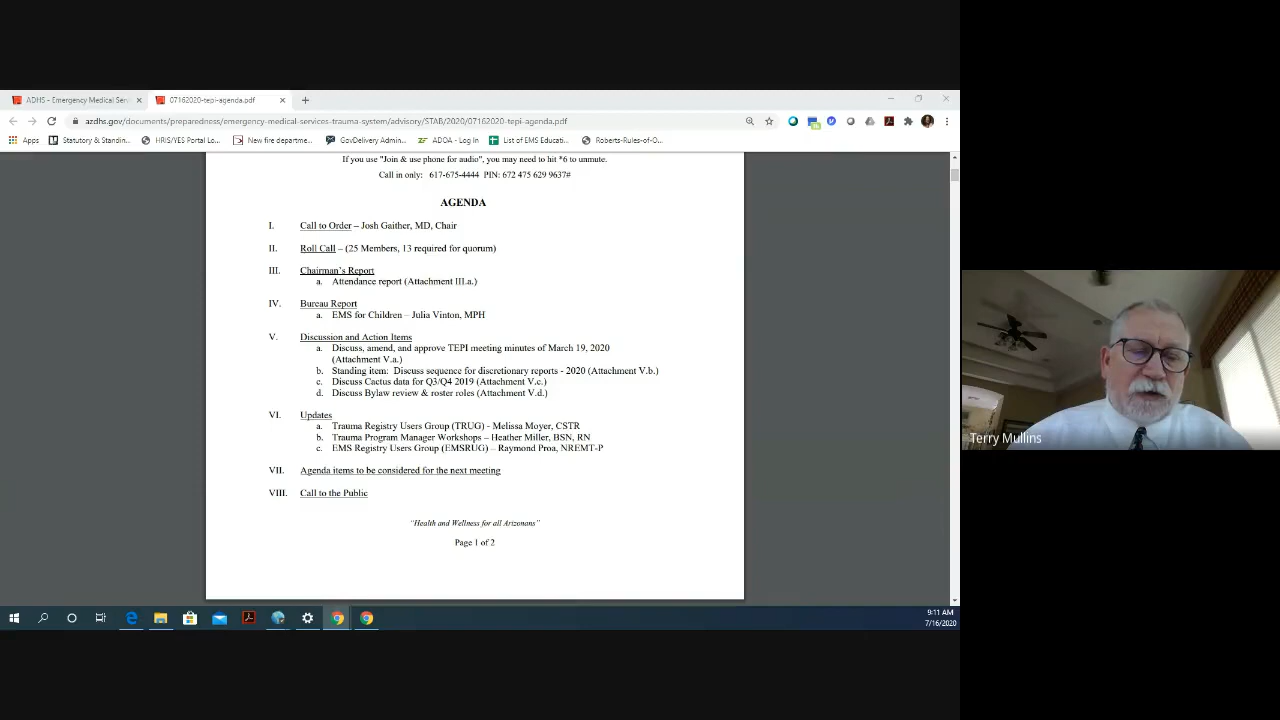 ADHS - Emergency Medical Serv
07162020-tepi-agenda.pdf
azdhs.gov/documents/preparedness/emergency-medical-services-trauma-system/advisory/STAB/2020/07162020-tepi-agenda.pdf
Apps
Statutory & Standin...
HRIS/YES Portal Lo...
New fire departme...
GovDelivery Admin...
ADOA - Log In
List of EMS Educati...
Roberts-Rules-of-O...
If you use "Join & use phone for audio", you may need to hit *6 to unmute.
Call in only: 617-675-4444 PIN: 672 475 629 9637#
AGENDA
I. Call to Order – Josh Gaither, MD, Chair
II. Roll Call – (25 Members, 13 required for quorum)
III. Chairman's Report
a. Attendance report (Attachment III.a.)
IV. Bureau Report
a. EMS for Children – Julia Vinton, MPH
V. Discussion and Action Items
a. Discuss, amend, and approve TEPI meeting minutes of March 19, 2020
(Attachment V.a.)
b. Standing item: Discuss sequence for discretionary reports - 2020 (Attachment V.b.)
c. Discuss Cactus data for Q3/Q4 2019 (Attachment V.c.)
d. Discuss Bylaw review & roster roles (Attachment V.d.)
VI. Updates
a. Trauma Registry Users Group (TRUG) - Melissa Moyer, CSTR
b. Trauma Program Manager Workshops – Heather Miller, BSN, RN
c. EMS Registry Users Group (EMSRUG) – Raymond Proa, NREMT-P
VII. Agenda items to be considered for the next meeting
VIII. Call to the Public
"Health and Wellness for all Arizonans"
Page 1 of 2
Terry Mullins
9:11 AM
7/16/2020